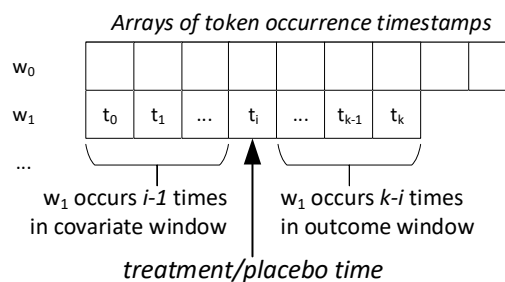 Arrays of token occurrence timestamps
w0
w1 t0 t1 ... ti ... tk-1 tk
...
w1 occurs i-1 times w1 occurs k-i times
in covariate window in outcome window
treatment/placebo time